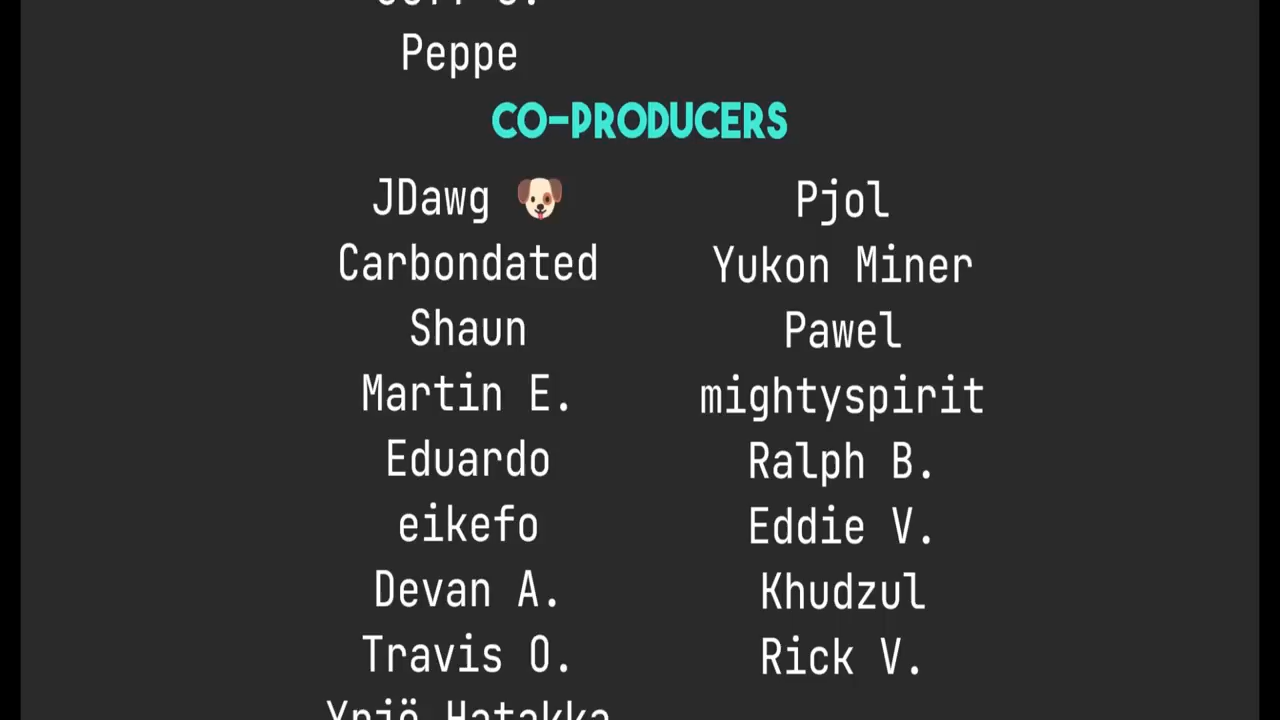 Peppe
CO-PRODUCERS
JDawg 🐶
Carbondated
Shaun
Martin E.
Eduardo
eikefo
Devan A.
Travis O.
Pjol
Yukon Miner
Pawel
mightyspirit
Ralph B.
Eddie V.
Khudzul
Rick V.